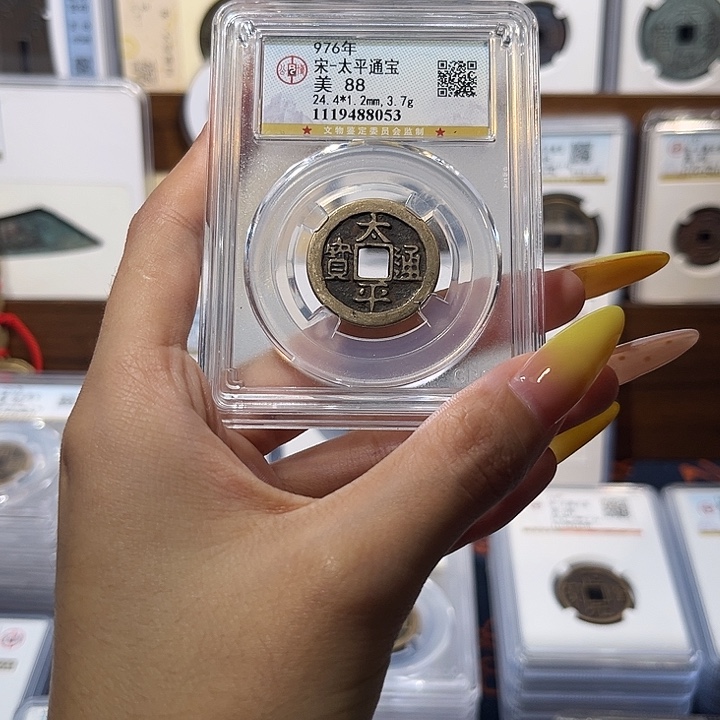 976年
宋-太平通宝
美 88
24.4*1.2mm, 3.7g
1119488053
★ 文物鉴定委员会监制 ★
太
寶 通
平